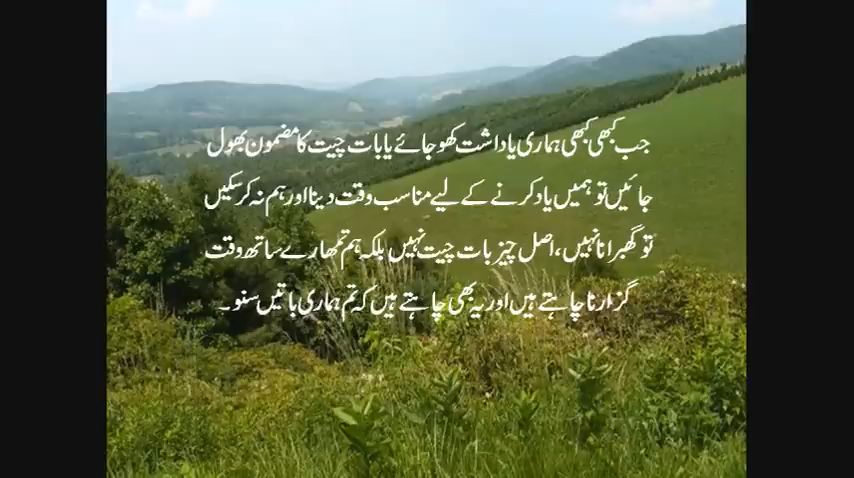 جب کبھی کبھی ہماری یاداشت کھو جائے یا بات چیت کا مضمون بھول
جائیں تو ہمیں یاد کرنے کے لیے مناسب وقت دینا اور ہم نہ کر سکیں
تو گھبرانا نہیں، اصل چیز بات چیت نہیں بلکہ ہم تمھارے ساتھ وقت
گزارنا چاہتے ہیں اور یہ بھی چاہتے ہیں کہ تم ہماری باتیں سنو۔